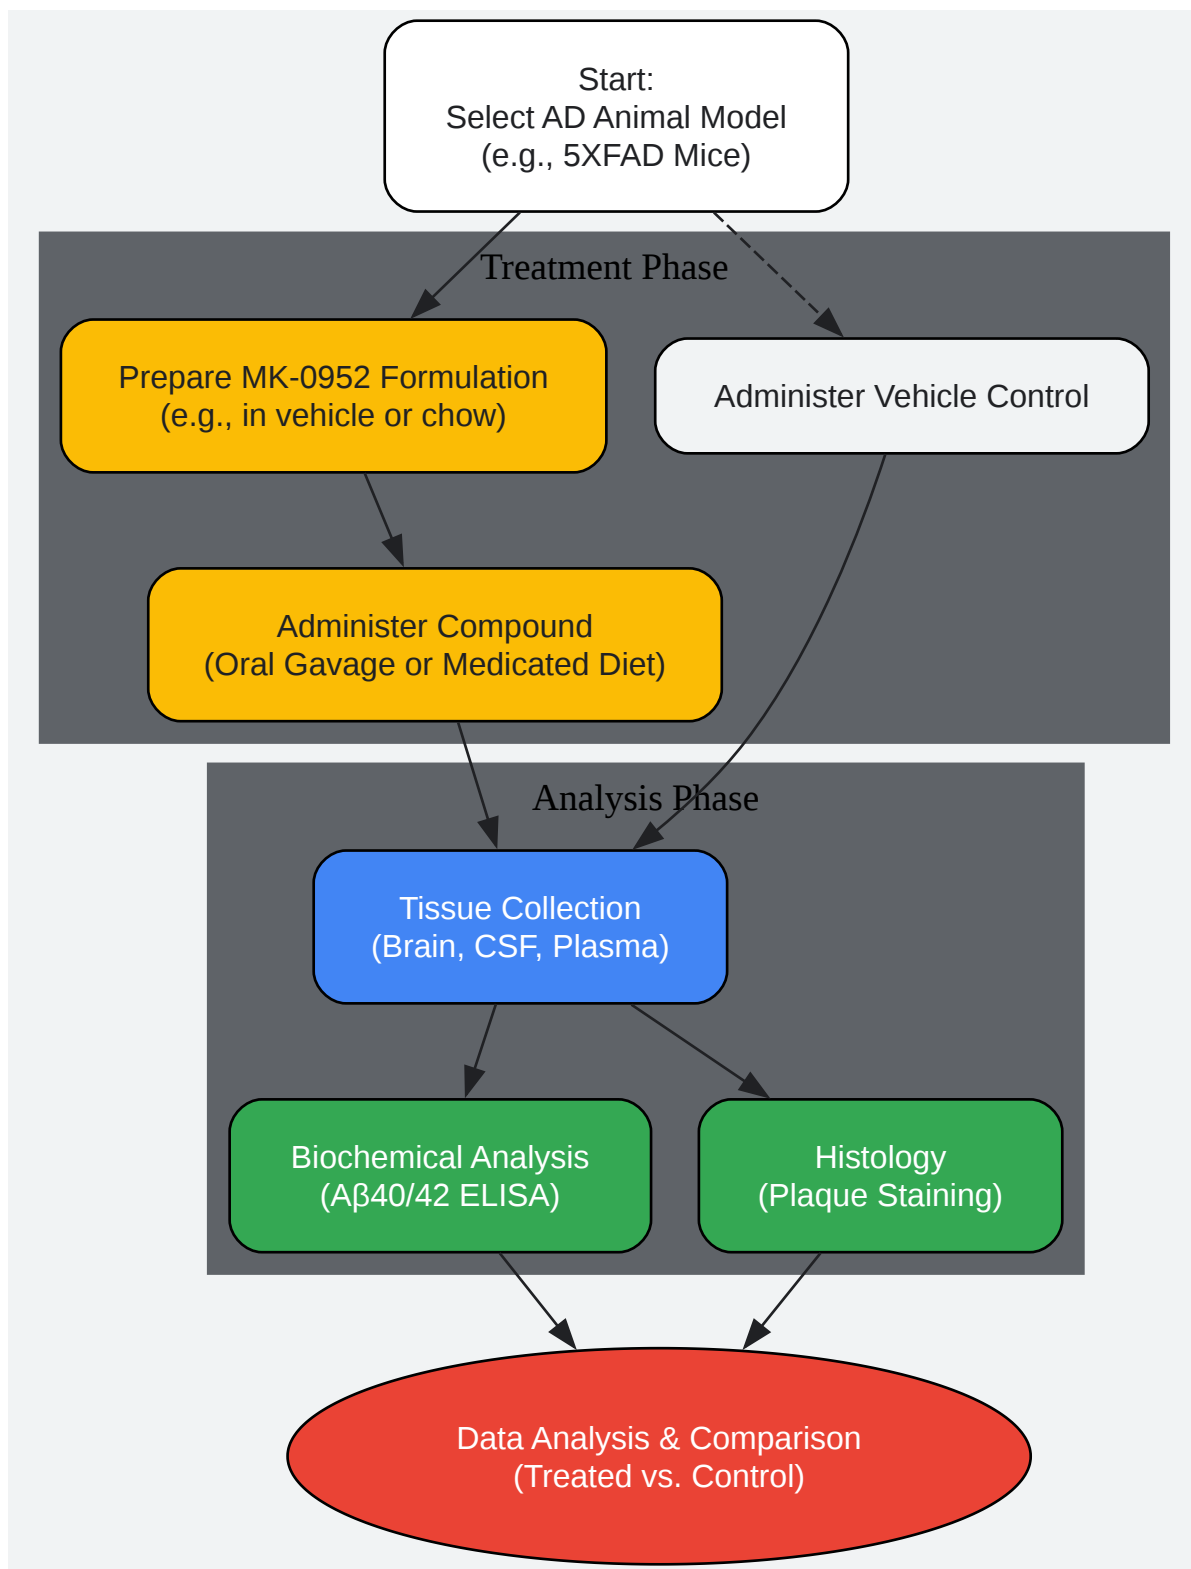 Start:
Select AD Animal Model
(e.g., 5XFAD Mice)
Treatment Phase
Prepare MK-0952 Formulation
(e.g., in vehicle or chow)
Administer Vehicle Control
Administer Compound
(Oral Gavage or Medicated Diet)
Analysis Phase
Tissue Collection
(Brain, CSF, Plasma)
Biochemical Analysis
(Aβ40/42 ELISA)
Histology
(Plaque Staining)
Data Analysis & Comparison
(Treated vs. Control)